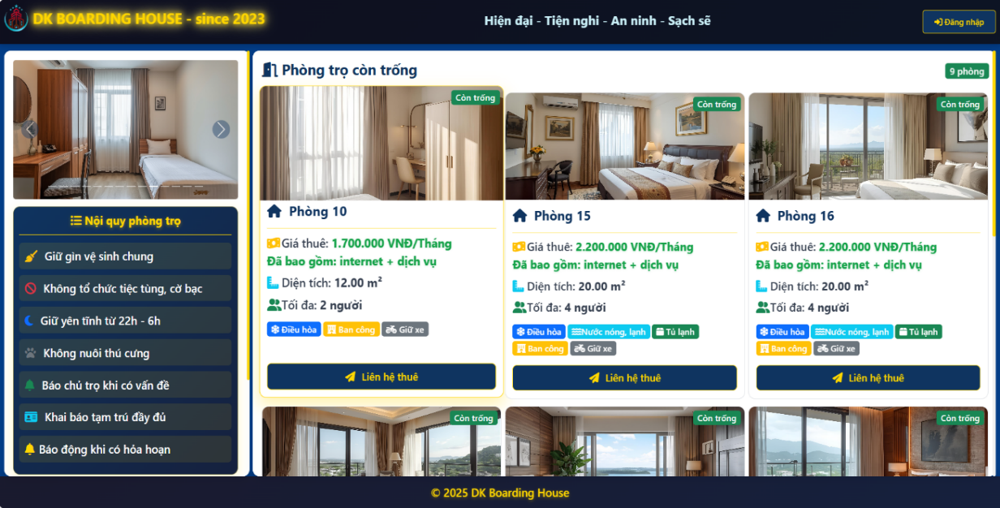 DK BOARDING HOUSE - since 2023
Hiện đại - Tiện nghi - An ninh - Sạch sẽ
Đăng nhập
Nội quy phòng trọ
Giữ gìn vệ sinh chung
Không tổ chức tiệc tùng, cờ bạc
Giữ yên tĩnh từ 22h - 6h
Không nuôi thú cưng
Báo chủ trọ khi có vấn đề
Khai báo tạm trú đầy đủ
Báo động khi có hỏa hoạn
Phòng trọ còn trống
9 phòng
Còn trống
Phòng 10
Giá thuê: 1.700.000 VNĐ/Tháng
Đã bao gồm: internet + dịch vụ
Diện tích: 12.00 m²
Tối đa: 2 người
Điều hòa Ban công Giữ xe
Liên hệ thuê
Còn trống
Phòng 15
Giá thuê: 2.200.000 VNĐ/Tháng
Đã bao gồm: internet + dịch vụ
Diện tích: 20.00 m²
Tối đa: 4 người
Điều hòa Nước nóng, lạnh Tủ lạnh
Ban công Giữ xe
Liên hệ thuê
Còn trống
Phòng 16
Giá thuê: 2.200.000 VNĐ/Tháng
Đã bao gồm: internet + dịch vụ
Diện tích: 20.00 m²
Tối đa: 4 người
Điều hòa Nước nóng, lạnh Tủ lạnh
Ban công Giữ xe
Liên hệ thuê
Còn trống
Còn trống
Còn trống
© 2025 DK Boarding House